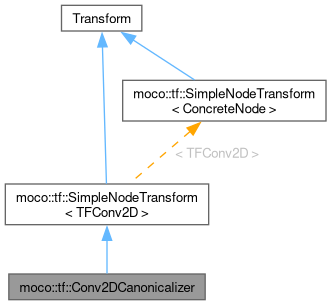 Transform
moco::tf::SimpleNodeTransform
< ConcreteNode >
< TFConv2D >
moco::tf::SimpleNodeTransform
< TFConv2D >
moco::tf::Conv2DCanonicalizer